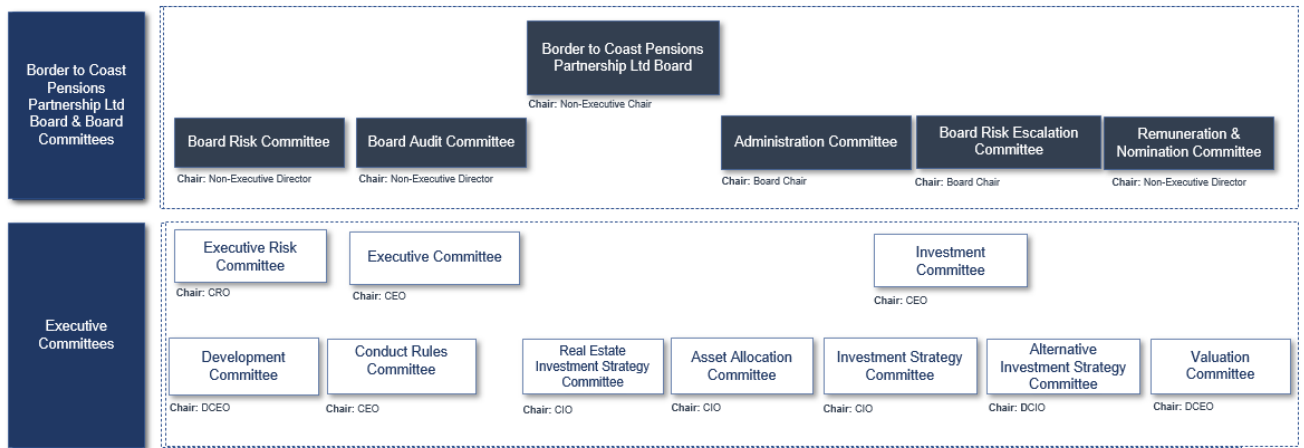 Border to Coast
Pensions
Partnership Ltd
Board & Board
Committees
Border to Coast Pensions
Partnership Ltd Board
Chair: Non-Executive Chair
Board Risk Committee
Chair: Non-Executive Director
Board Audit Committee
Chair: Non-Executive Director
Administration Committee
Chair: Board Chair
Board Risk Escalation
Committee
Chair: Board Chair
Remuneration &
Nomination Committee
Chair: Non-Executive Director
Executive
Committees
Executive Risk
Committee
Chair: CRO
Executive Committee
Chair: CEO
Investment
Committee
Chair: CEO
Development
Committee
Chair: DCEO
Conduct Rules
Committee
Chair: CEO
Real Estate
Investment Strategy
Committee
Chair: CIO
Asset Allocation
Committee
Chair: CIO
Investment Strategy
Committee
Chair: CIO
Alternative
Investment Strategy
Committee
Chair: DCIO
Valuation
Committee
Chair: DCEO